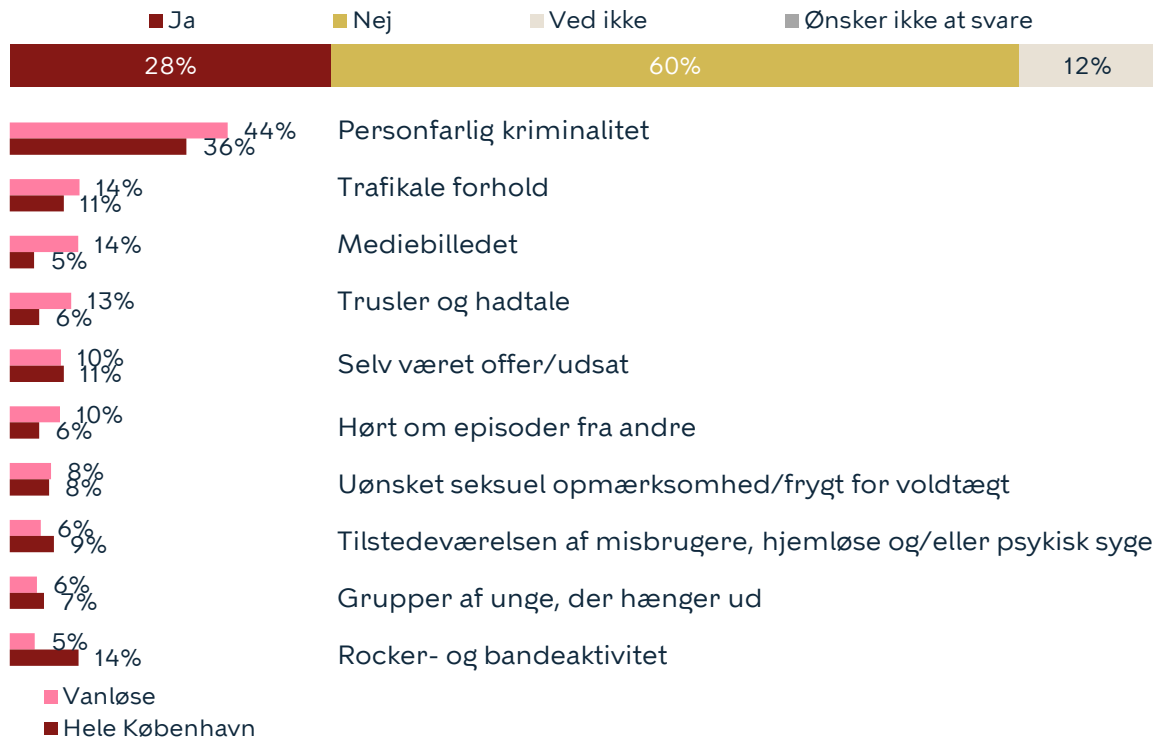 Ja Nej Ved ikke Ønsker ikke at svare
28% 60% 12%
44% Personfarlig kriminalitet
36%
14% Trafikale forhold
11%
14% Mediebilledet
5%
13% Trusler og hadtale
6%
10% Selv været offer/udsat
11%
10% Hørt om episoder fra andre
6%
8% Uønsket seksuel opmærksomhed/frygt for voldtægt
8%
6% Tilstedeværelsen af misbrugere, hjemløse og/eller psykisk syge
9%
6% Grupper af unge, der hænger ud
7%
5% Rocker- og bandeaktivitet
14%
Vanløse
Hele København